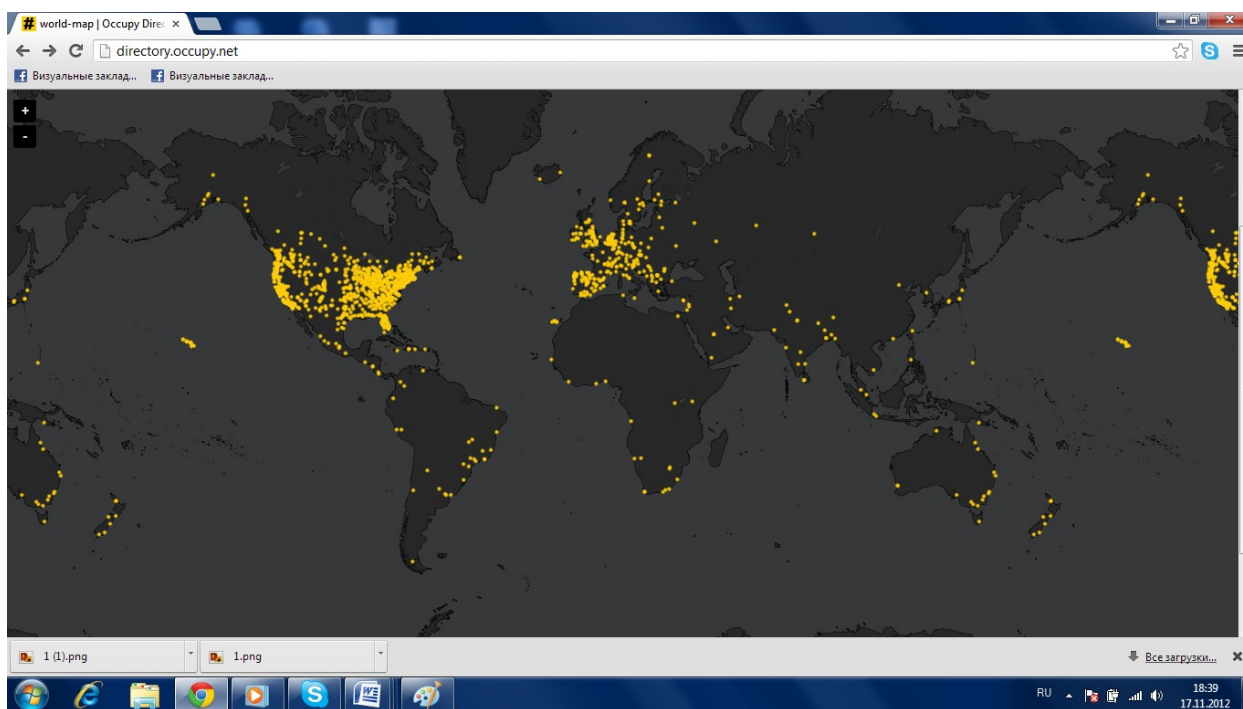 world-map | Occupy Direc
directory.occupy.net
Визуальные заклад... Визуальные заклад...
+
-
1 (1).png 1.png Все загрузки...
RU 18:39
17.11.2012